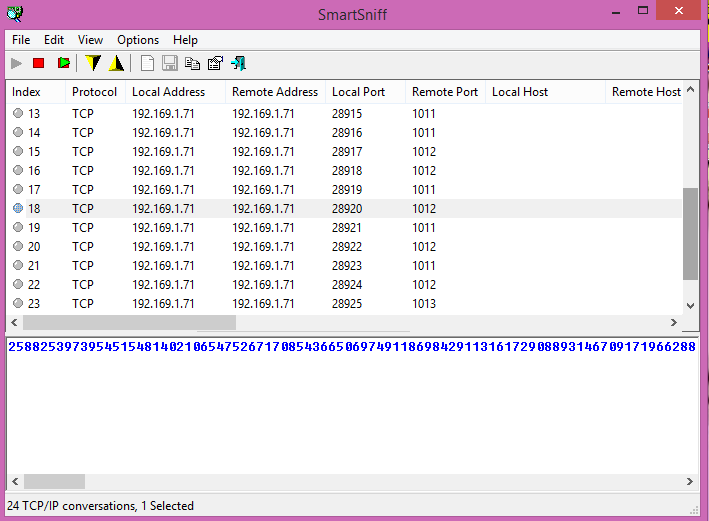 SmartSniff
File Edit View Options Help
Index Protocol Local Address Remote Address Local Port Remote Port Local Host Remote Host
13 TCP 192.169.1.71 192.169.1.71 28915 1011
14 TCP 192.169.1.71 192.169.1.71 28916 1011
15 TCP 192.169.1.71 192.169.1.71 28917 1012
16 TCP 192.169.1.71 192.169.1.71 28918 1012
17 TCP 192.169.1.71 192.169.1.71 28919 1011
18 TCP 192.169.1.71 192.169.1.71 28920 1012
19 TCP 192.169.1.71 192.169.1.71 28921 1011
20 TCP 192.169.1.71 192.169.1.71 28922 1012
21 TCP 192.169.1.71 192.169.1.71 28923 1011
22 TCP 192.169.1.71 192.169.1.71 28924 1012
23 TCP 192.169.1.71 192.169.1.71 28925 1013
258825397395451548140210654752671708543665069749118698429113161729088931467091719662​88
24 TCP/IP conversations, 1 Selected